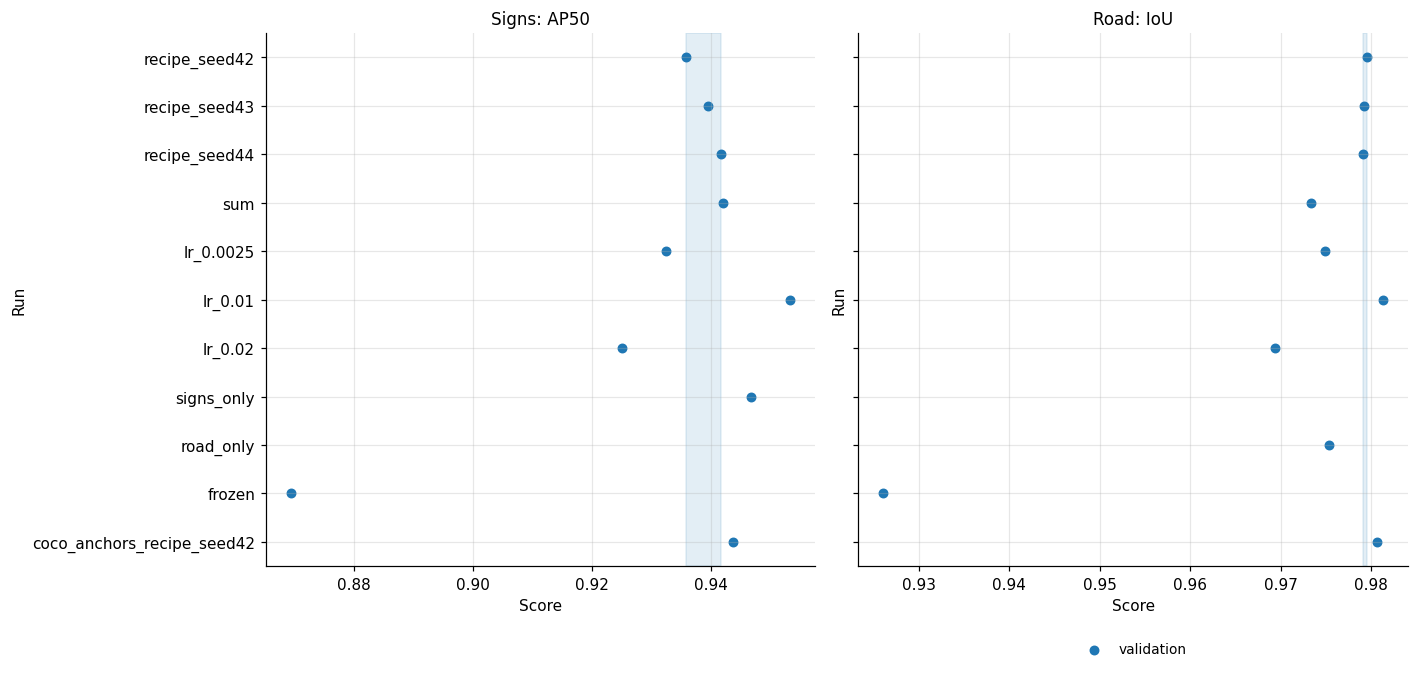 Signs: AP50
Road: IoU
recipe_seed42
recipe_seed43
recipe_seed44
sum
lr_0.0025
lr_0.01
lr_0.02
signs_only
road_only
frozen
coco_anchors_recipe_seed42
Run
Run
0.88 0.90 0.92 0.94
0.93 0.94 0.95 0.96 0.97 0.98
Score
Score
validation